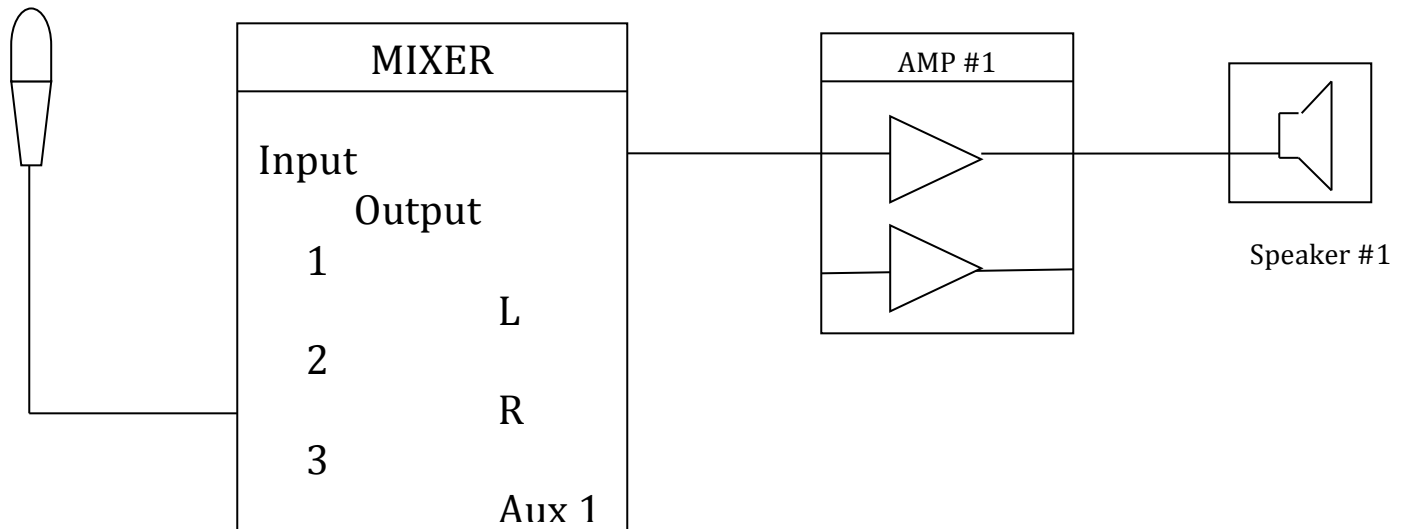 MIXER
AMP #1
Input
Output
1
L
2
R
3
Aux 1
Speaker #1